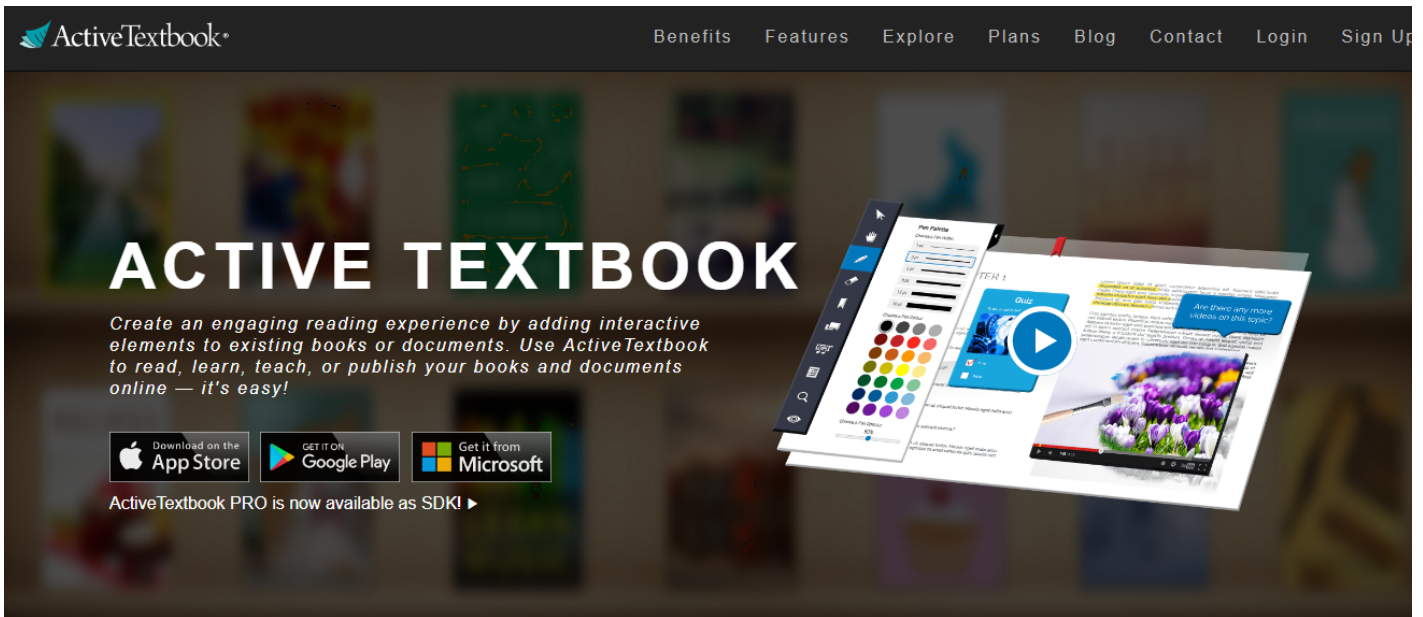 ActiveTextbook®
Benefits Features Explore Plans Blog Contact Login Sign Up
ACTIVE TEXTBOOK
Create an engaging reading experience by adding interactive
elements to existing books or documents. Use ActiveTextbook
to read, learn, teach, or publish your books and documents
online — it's easy!
Download on the
App Store
GET IT ON
Google Play
Get it from
Microsoft
ActiveTextbook PRO is now available as SDK!
Pen Palette
Quiz
Are there any more
videos on this topic?